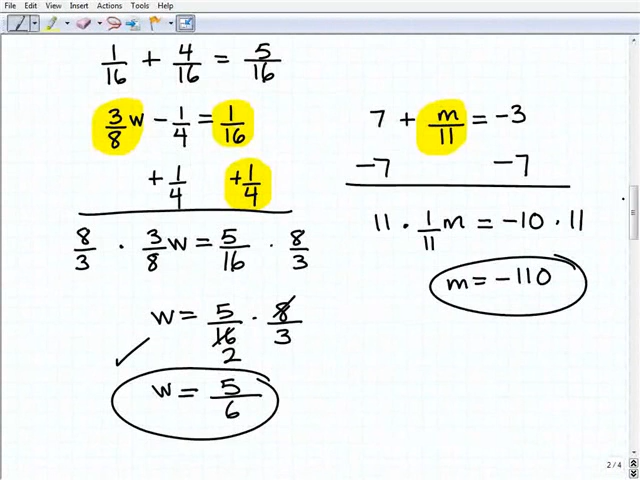 File Edit View Insert Actions Tools Help
1/16 + 4/16 = 5/16
3/8 w - 1/4 = 1/16
+ 1/4 + 1/4
8/3 · 3/8 w = 5/16 · 8/3
w = 5/16 · 8/3
2
w = 5/6
7 + m/11 = -3
-7 -7
11 · 1/11 m = -10 · 11
m = -110
2/4